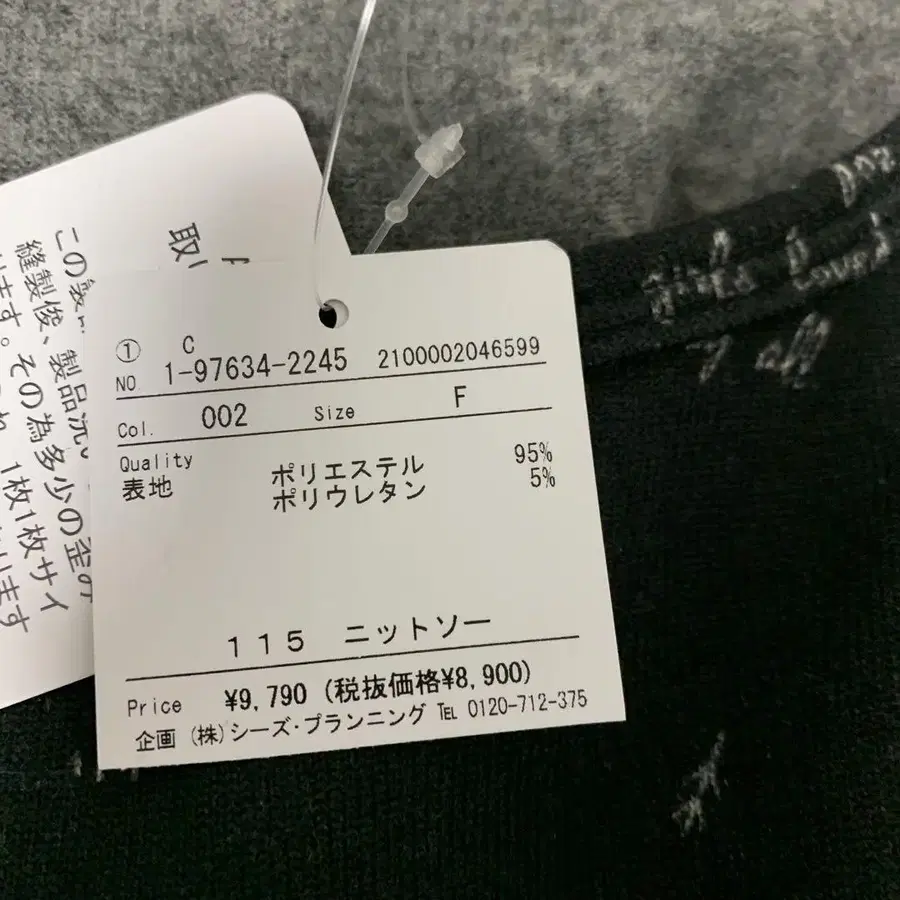 取
この製
縫製後、製品洗
ます。その為多少の歪の
1枚1枚サイ
ります
① C
NO. 1-97634-2245 2100002046599
Col. 002 Size F
Quality
表地 ポリエステル 95%
ポリウレタン 5%
115 ニットソー
Price ¥9,790 (税抜価格¥8,900)
企画 (株)シーズ・プランニング ℡ 0120-712-375